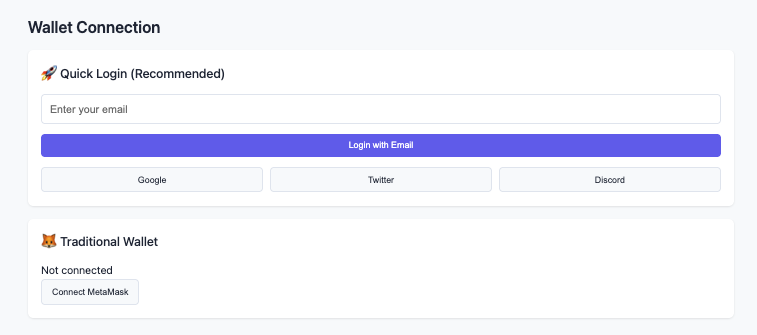 Wallet Connection
🚀 Quick Login (Recommended)
Enter your email
Login with Email
Google
Twitter
Discord
🦊 Traditional Wallet
Not connected
Connect MetaMask